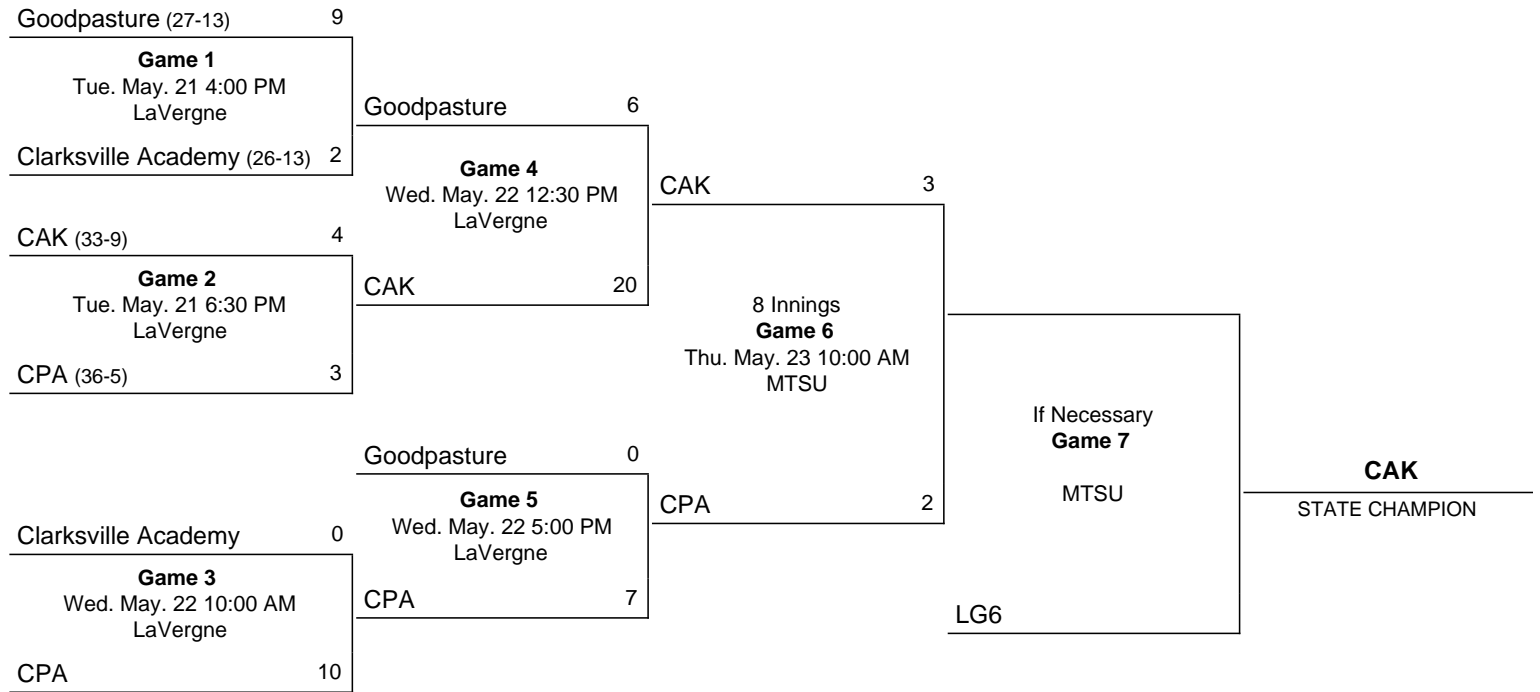 Goodpasture (27-13) 9
Game 1
Tue. May. 21 4:00 PM
LaVergne
Clarksville Academy (26-13) 2
CAK (33-9) 4
Game 2
Tue. May. 21 6:30 PM
LaVergne
CPA (36-5) 3
Clarksville Academy 0
Game 3
Wed. May. 22 10:00 AM
LaVergne
CPA 10
Goodpasture 6
Game 4
Wed. May. 22 12:30 PM
LaVergne
CAK 20
Goodpasture 0
Game 5
Wed. May. 22 5:00 PM
LaVergne
CPA 7
CAK 3
8 Innings
Game 6
Thu. May. 23 10:00 AM
MTSU
CPA 2
If Necessary
Game 7
MTSU
LG6
CAK
STATE CHAMPION